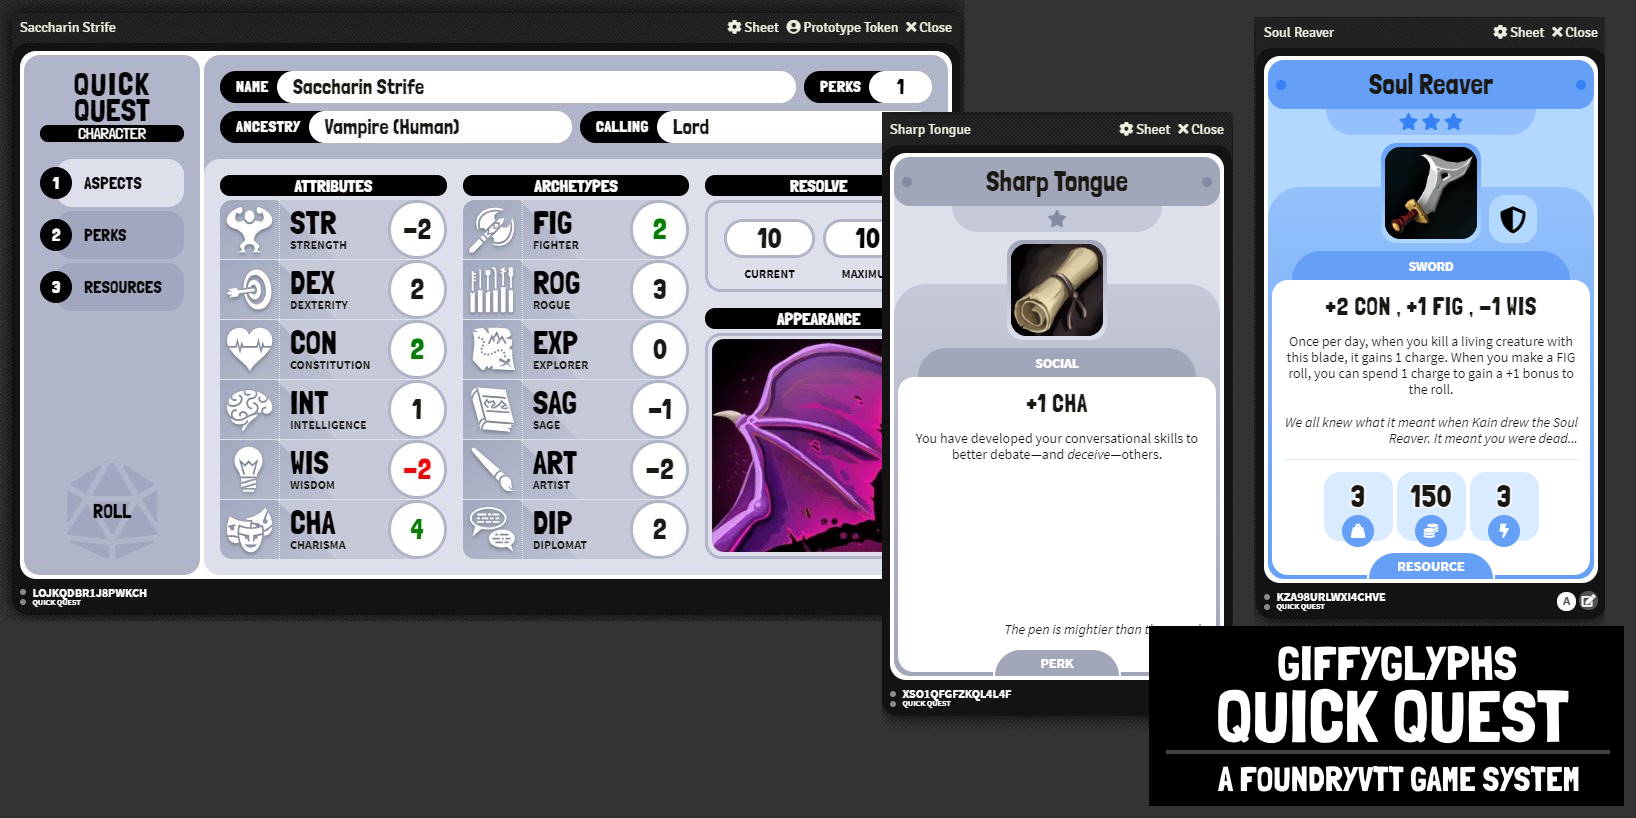 Saccharin Strife
Sheet Prototype Token Close
QUICK
QUEST
CHARACTER
1 ASPECTS
2 PERKS
3 RESOURCES
ROLL
NAME Saccharin Strife
PERKS 1
ANCESTRY Vampire (Human)
CALLING Lord
ATTRIBUTES
STR
STRENGTH
-2
DEX
DEXTERITY
2
CON
CONSTITUTION
2
INT
INTELLIGENCE
1
WIS
WISDOM
-2
CHA
CHARISMA
4
ARCHETYPES
FIG
FIGHTER
2
ROG
ROGUE
3
EXP
EXPLORER
0
SAG
SAGE
-1
ART
ARTIST
-2
DIP
DIPLOMAT
2
RESOLVE
10 10
CURRENT MAXIMU
APPEARANCE
LOJKQDBR1J8PWKCH
QUICK QUEST
Sharp Tongue
Sheet Close
Sharp Tongue
SOCIAL
+1 CHA
You have developed your conversational skills to
better debate—and deceive—others.
The pen is mightier than
PERK
XSO1QFGFZKQL4L4F
QUICK QUEST
Soul Reaver
Sheet Close
Soul Reaver
SWORD
+2 CON , +1 FIG , -1 WIS
Once per day, when you kill a living creature with
this blade, it gains 1 charge. When you make a FIG
roll, you can spend 1 charge to gain a +1 bonus to
the roll.
We all knew what it meant when Kain drew the Soul
Reaver. It meant you were dead...
3 150 3
RESOURCE
KZA98URLWXI4CHVE
QUICK QUEST
A
GIFFYGLYPHS
QUICK QUEST
A FOUNDRYVTT GAME SYSTEM